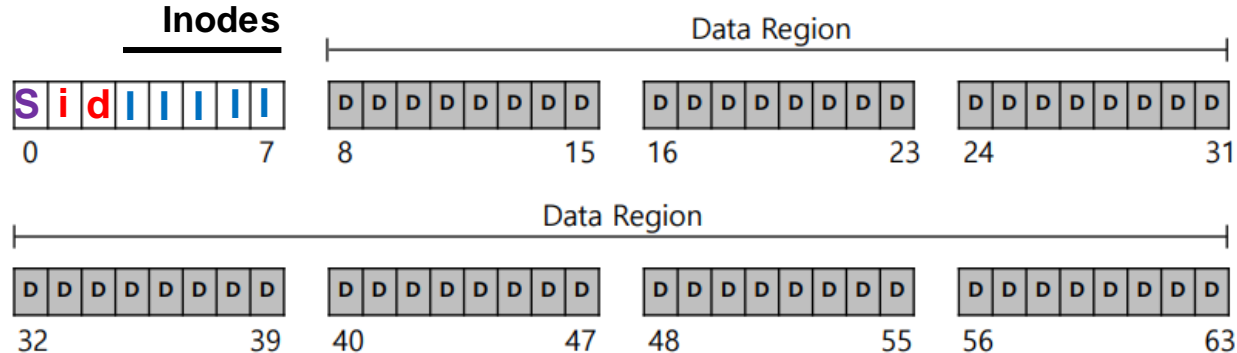 Inodes
Data Region
S i d I I I I I D D D D D D D D D D D D D D D D D D D D D D D D
0 7 8 15 16 23 24 31
Data Region
D D D D D D D D D D D D D D D D D D D D D D D D D D D D D D D D
32 39 40 47 48 55 56 63